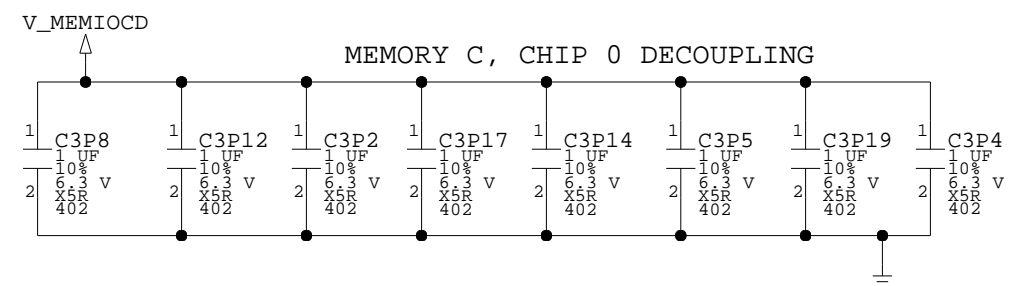 V_MEMIOCD
MEMORY C, CHIP 0 DECOUPLING
1
C3P8
1 UF
10%
6.3 V
X5R
402
2
1
C3P12
1 UF
10%
6.3 V
X5R
402
2
1
C3P2
1 UF
10%
6.3 V
X5R
402
2
1
C3P17
1 UF
10%
6.3 V
X5R
402
2
1
C3P14
1 UF
10%
6.3 V
X5R
402
2
1
C3P5
1 UF
10%
6.3 V
X5R
402
2
1
C3P19
1 UF
10%
6.3 V
X5R
402
2
1
C3P4
1 UF
10%
6.3 V
X5R
402
2